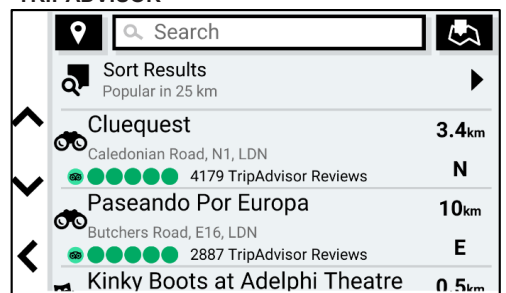 Search
Sort Results
Popular in 25 km
Cluequest
3.4km
Caledonian Road, N1, LDN
N
4179 TripAdvisor Reviews
Paseando Por Europa
10km
Butchers Road, E16, LDN
E
2887 TripAdvisor Reviews
Kinky Boots at Adelphi Theatre
0.5km